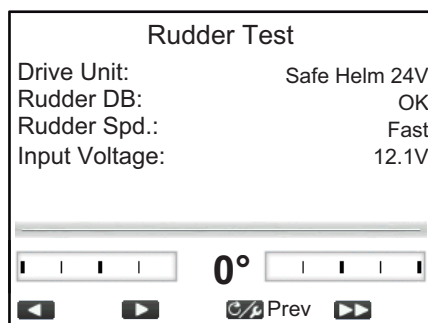 Rudder Test
Drive Unit: Safe Helm 24V
Rudder DB: OK
Rudder Spd.: Fast
Input Voltage: 12.1V
0°
Prev